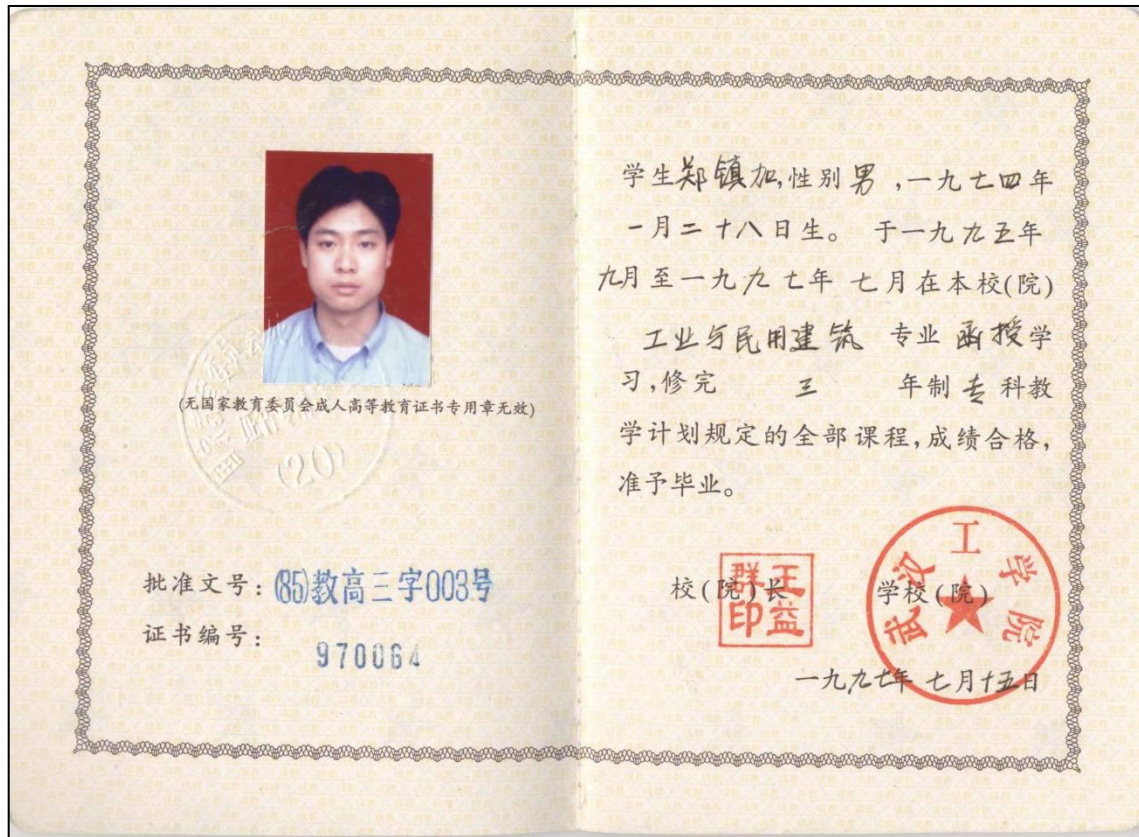 (无国家教育委员会成人高等教育证书专用章无效)
(20)
批准文号：(85)教高三字003号
证书编号：
970064
学生郑镇加,性别男,一九七四年
一月二十八日生。于一九九五年
九月至一九九七年七月在本校(院)
工业与民用建筑 专业 函授学
习,修完 三 年制专科教
学计划规定的全部课程,成绩合格,
准予毕业。
校(院)长
王益群印
学校(院)
武汉工学院
一九九七年七月十五日